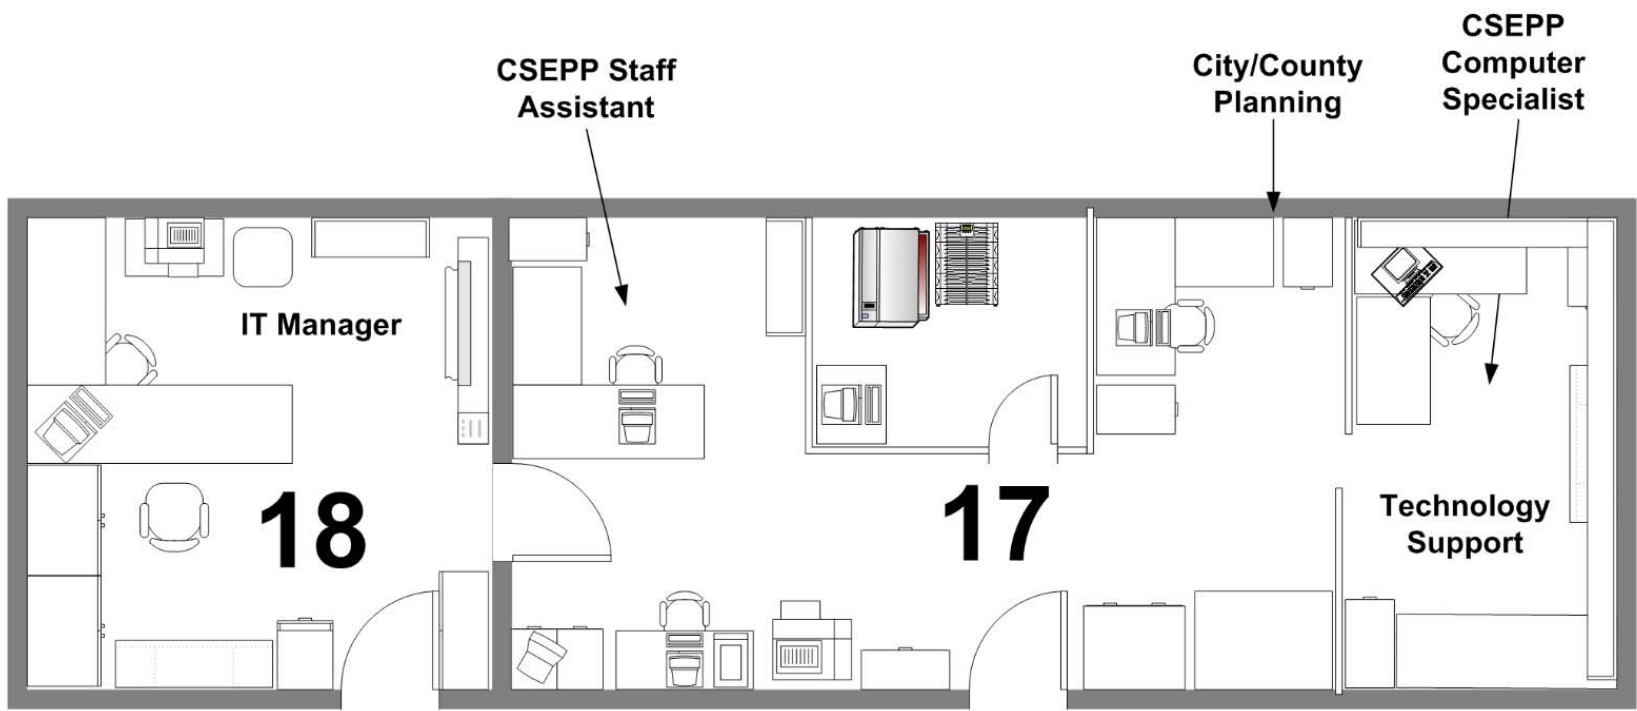 CSEPP Staff
Assistant
City/County
Planning
CSEPP
Computer
Specialist
IT Manager
18
17
Technology
Support